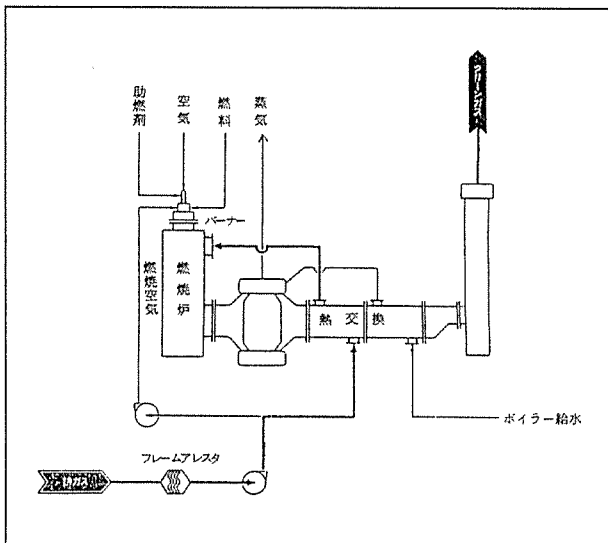 助燃剤
空気
燃料
蒸気
クリーンガス
バーナー
燃焼空気
燃焼炉
熱交換
ボイラー給水
フレームアレスタ